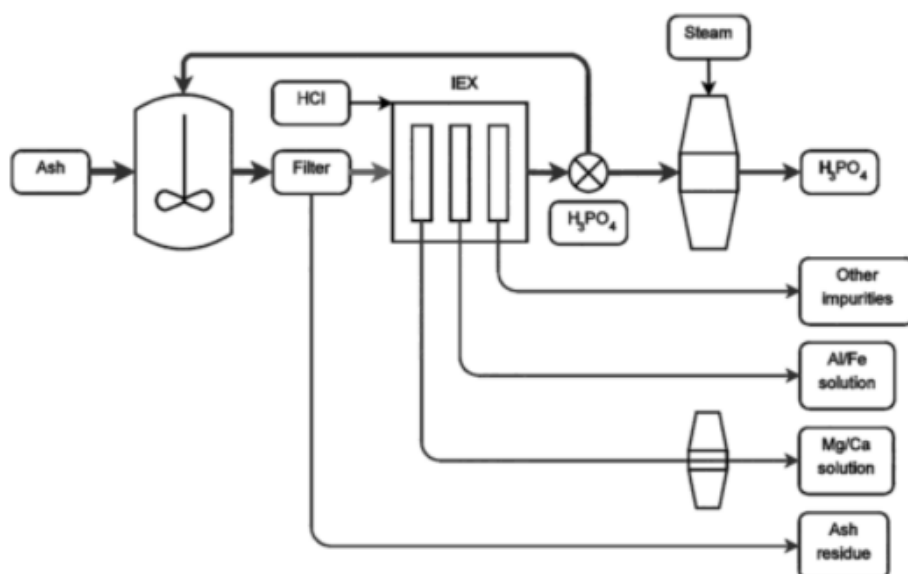 Steam
IEX
HCl
Ash
Filter
H₃PO₄
H₃PO₄
Other
impurities
Al/Fe
solution
Mg/Ca
solution
Ash
residue